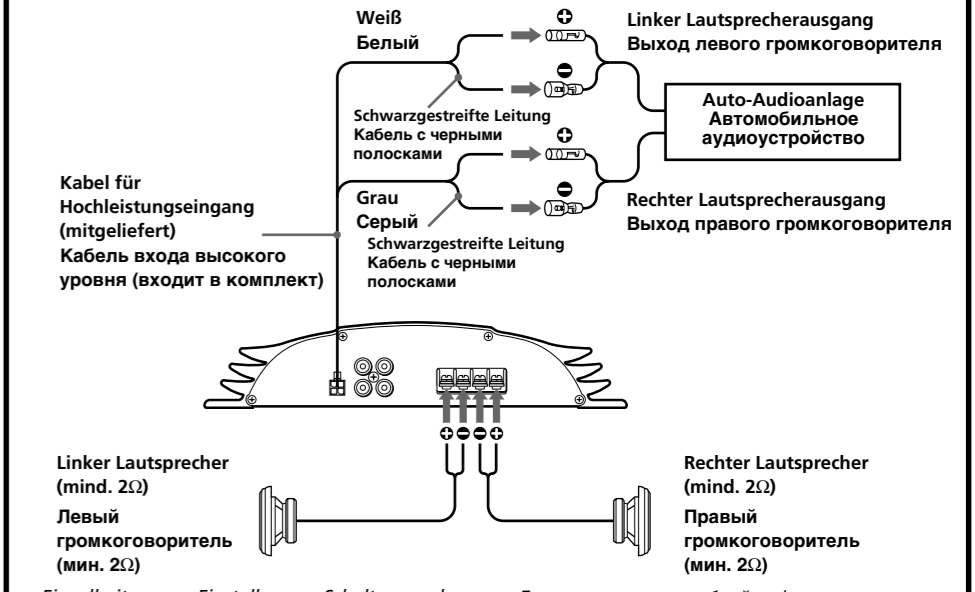 Weiß
Белый
Linker Lautsprecherausgang
Выход левого громкоговорителя
Schwarzgestreifte Leitung
Кабель с черными
полосками
Auto-Audioanlage
Автомобильное
аудиоустройство
Kabel für
Hochleistungseingang
(mitgeliefert)
Кабель входа высокого
уровня (входит в комплект)
Grau
Серый
Schwarzgestreifte Leitung
Кабель с черными
полосками
Rechter Lautsprecherausgang
Выход правого громкоговорителя
Linker Lautsprecher
(mind. 2Ω)
Левый
громкоговоритель
(мин. 2Ω)
Rechter Lautsprecher
(mind. 2Ω)
Правый
громкоговоритель
(мин. 2Ω)